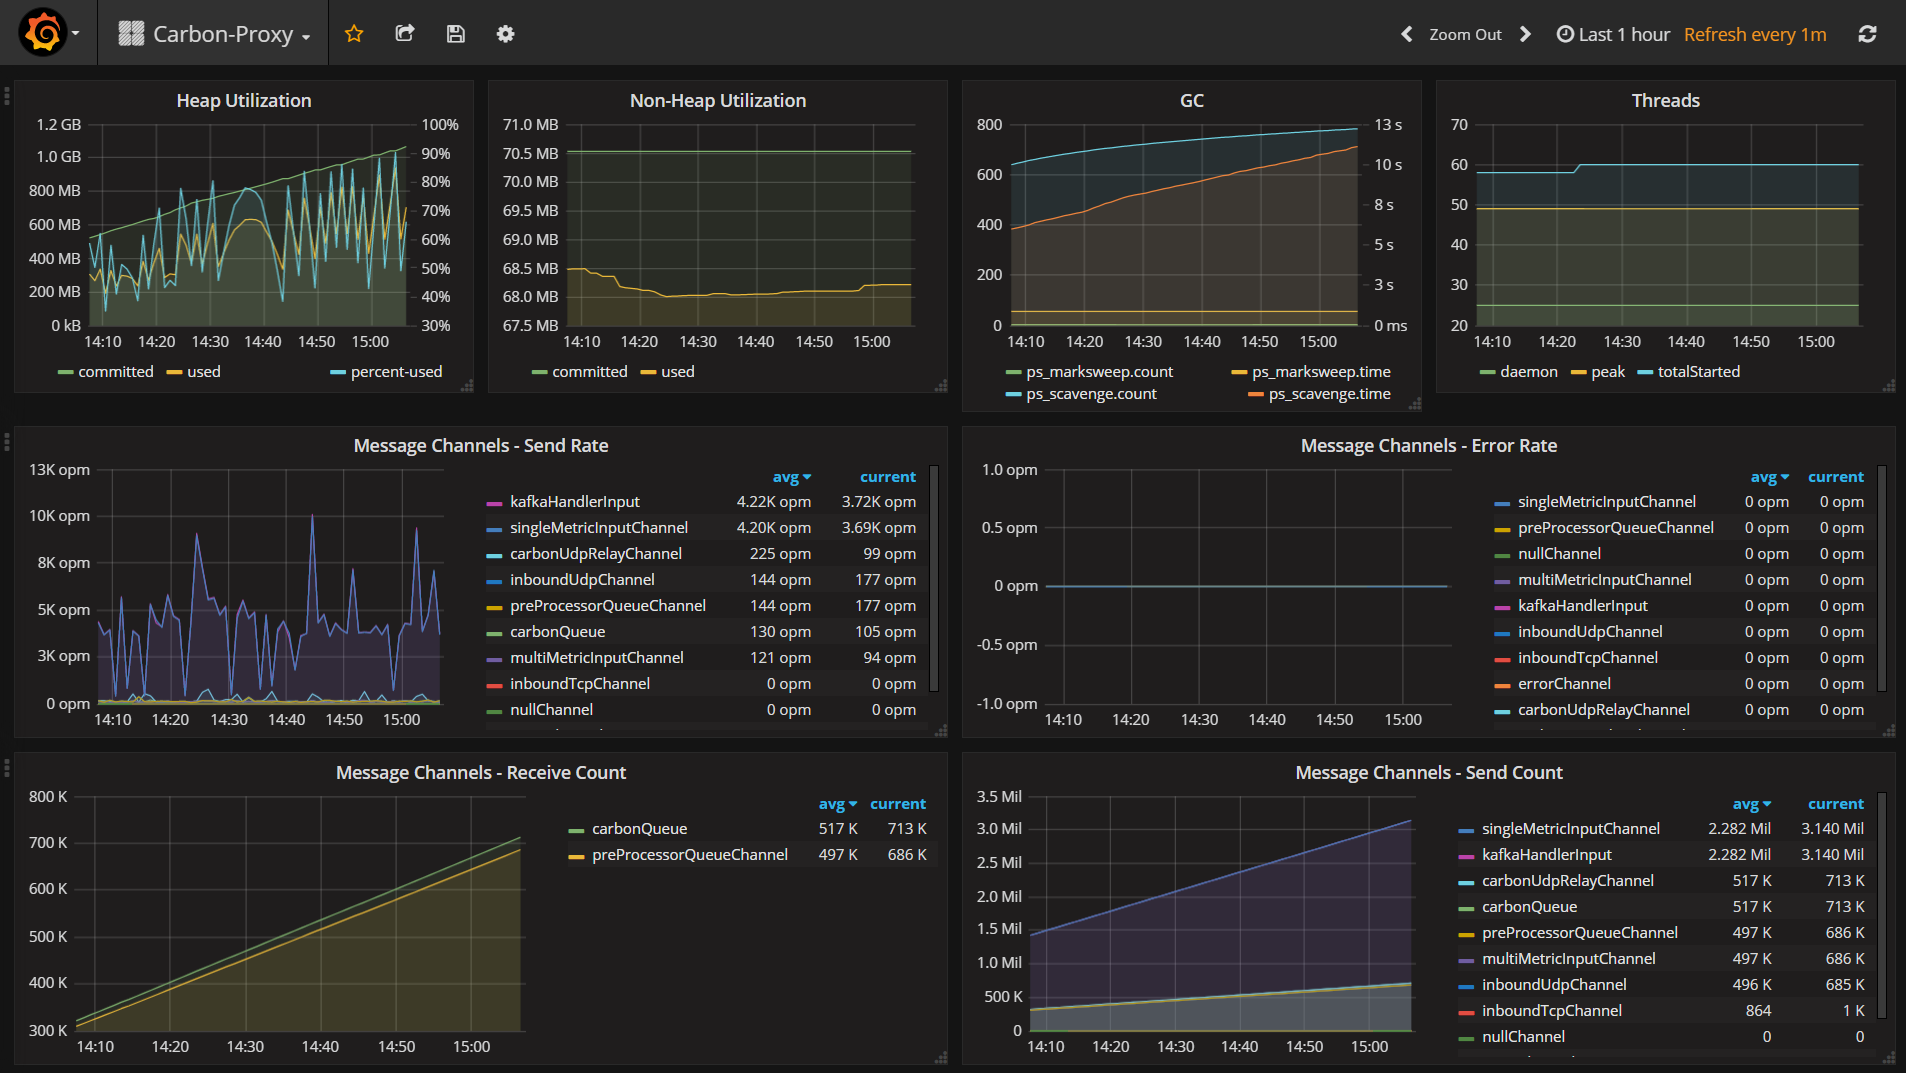 Carbon-Proxy
Zoom Out
Last 1 hour Refresh every 1m
Heap Utilization
1.2 GB
1.0 GB
800 MB
600 MB
400 MB
200 MB
0 kB
100%
90%
80%
70%
60%
50%
40%
30%
14:10 14:20 14:30 14:40 14:50 15:00
committed used percent-used
Non-Heap Utilization
71.0 MB
70.5 MB
70.0 MB
69.5 MB
69.0 MB
68.5 MB
68.0 MB
67.5 MB
14:10 14:20 14:30 14:40 14:50 15:00
committed used
GC
800
600
400
200
0
13 s
10 s
8 s
5 s
3 s
0 ms
14:10 14:20 14:30 14:40 14:50 15:00
ps_marksweep.count ps_marksweep.time
ps_scavenge.count ps_scavenge.time
Threads
70
60
50
40
30
20
14:10 14:20 14:30 14:40 14:50 15:00
daemon peak totalStarted
Message Channels - Send Rate
13K opm
10K opm
8K opm
5K opm
3K opm
0 opm
14:10 14:20 14:30 14:40 14:50 15:00
avg current
kafkaHandlerInput 4.22K opm 3.72K opm
singleMetricInputChannel 4.20K opm 3.69K opm
carbonUdpRelayChannel 225 opm 99 opm
inboundUdpChannel 144 opm 177 opm
preProcessorQueueChannel 144 opm 177 opm
carbonQueue 130 opm 105 opm
multiMetricInputChannel 121 opm 94 opm
inboundTcpChannel 0 opm 0 opm
nullChannel 0 opm 0 opm
Message Channels - Error Rate
1.0 opm
0.5 opm
0 opm
-0.5 opm
-1.0 opm
14:10 14:20 14:30 14:40 14:50 15:00
avg current
singleMetricInputChannel 0 opm 0 opm
preProcessorQueueChannel 0 opm 0 opm
nullChannel 0 opm 0 opm
multiMetricInputChannel 0 opm 0 opm
kafkaHandlerInput 0 opm 0 opm
inboundUdpChannel 0 opm 0 opm
inboundTcpChannel 0 opm 0 opm
errorChannel 0 opm 0 opm
carbonUdpRelayChannel 0 opm 0 opm
Message Channels - Receive Count
800 K
700 K
600 K
500 K
400 K
300 K
14:10 14:20 14:30 14:40 14:50 15:00
avg current
carbonQueue 517 K 713 K
preProcessorQueueChannel 497 K 686 K
Message Channels - Send Count
3.5 Mil
3.0 Mil
2.5 Mil
2.0 Mil
1.5 Mil
1.0 Mil
500 K
0
14:10 14:20 14:30 14:40 14:50 15:00
avg current
singleMetricInputChannel 2.282 Mil 3.140 Mil
kafkaHandlerInput 2.282 Mil 3.140 Mil
carbonUdpRelayChannel 517 K 713 K
carbonQueue 517 K 713 K
preProcessorQueueChannel 497 K 686 K
multiMetricInputChannel 497 K 686 K
inboundUdpChannel 496 K 685 K
inboundTcpChannel 864 1 K
nullChannel 0 0